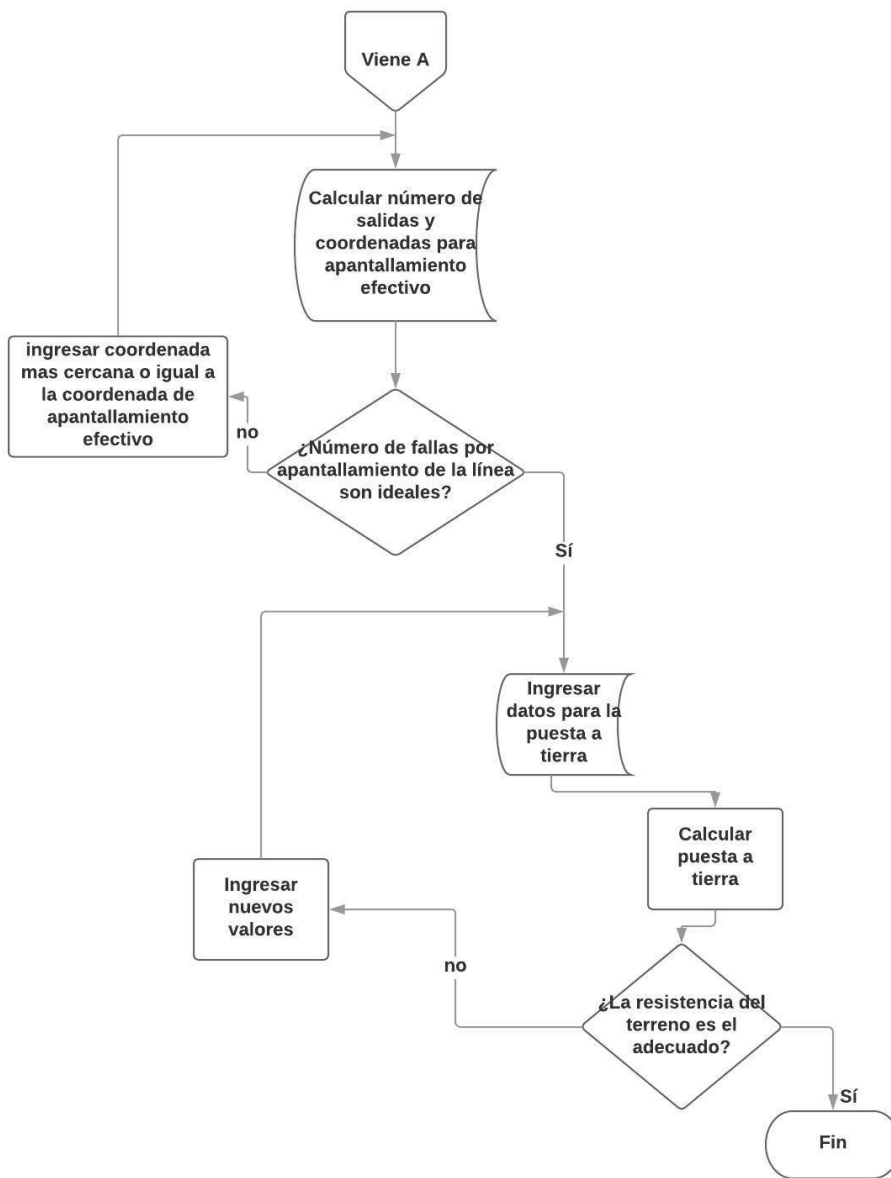 Viene A
Calcular número de
salidas y
coordenadas para
apantallamiento
efectivo
ingresar coordenada
mas cercana o igual a
la coordenada de
apantallamiento
efectivo
no
¿Número de fallas por
apantallamiento de la línea
son ideales?
Sí
Ingresar
datos para la
puesta a
tierra
Calcular
puesta a
tierra
Ingresar
nuevos
valores
no
¿La resistencia del
terreno es el
adecuado?
Sí
Fin